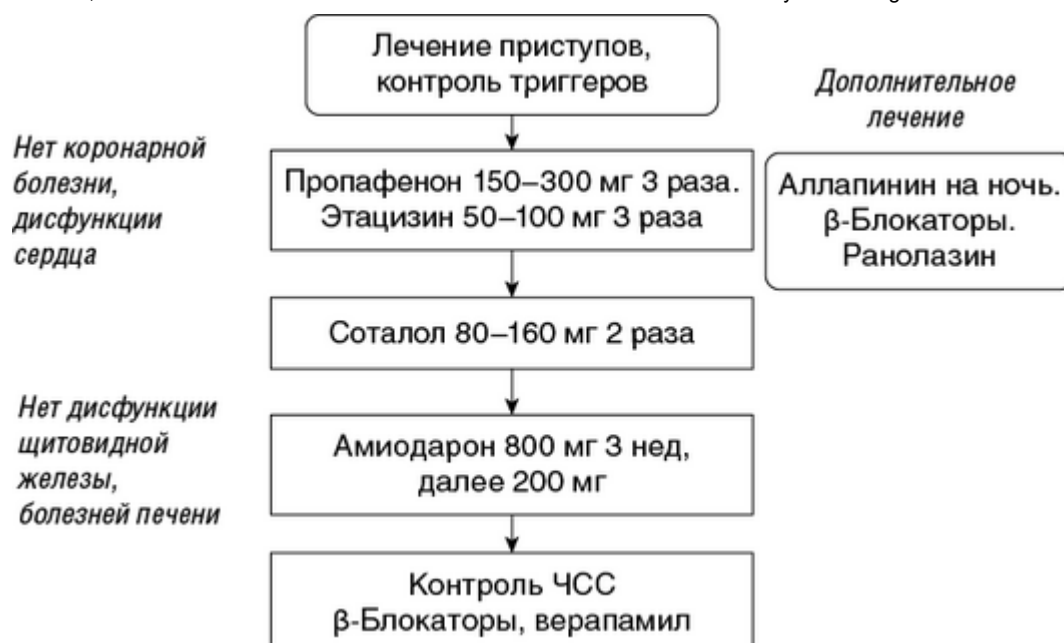 Лечение приступов,
контроль триггеров
Дополнительное
лечение
Нет коронарной
болезни,
дисфункции
сердца
Пропафенон 150–300 мг 3 раза.
Этацизин 50–100 мг 3 раза
Аллапинин на ночь.
β-Блокаторы.
Ранолазин
Соталол 80–160 мг 2 раза
Нет дисфункции
щитовидной
железы,
болезней печени
Амиодарон 800 мг 3 нед,
далее 200 мг
Контроль ЧСС
β-Блокаторы, верапамил